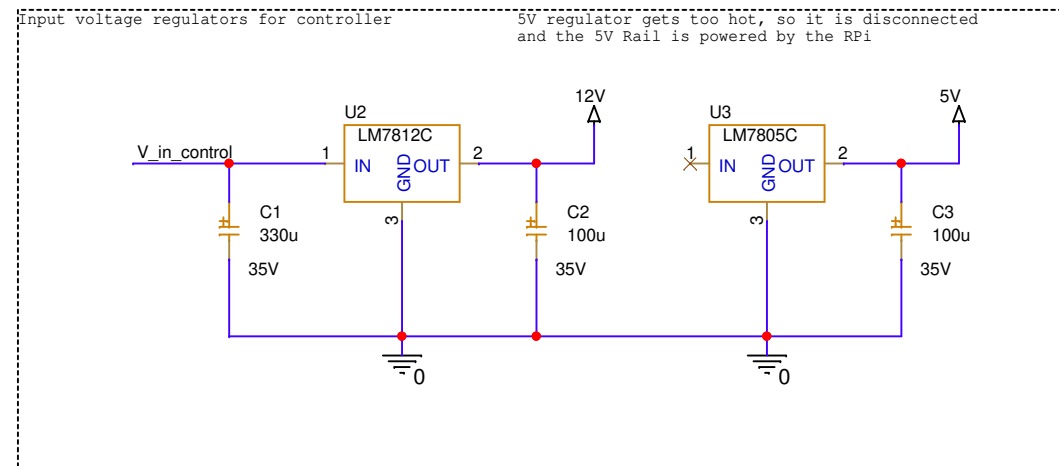 Input voltage regulators for controller
5V regulator gets too hot, so it is disconnected
and the 5V Rail is powered by the RPi
12V
5V
U2
LM7812C
U3
LM7805C
V_in_control
1
IN
GND
OUT
2
3
1
IN
GND
OUT
2
3
C1
330u
35V
C2
100u
35V
C3
100u
35V
0
0